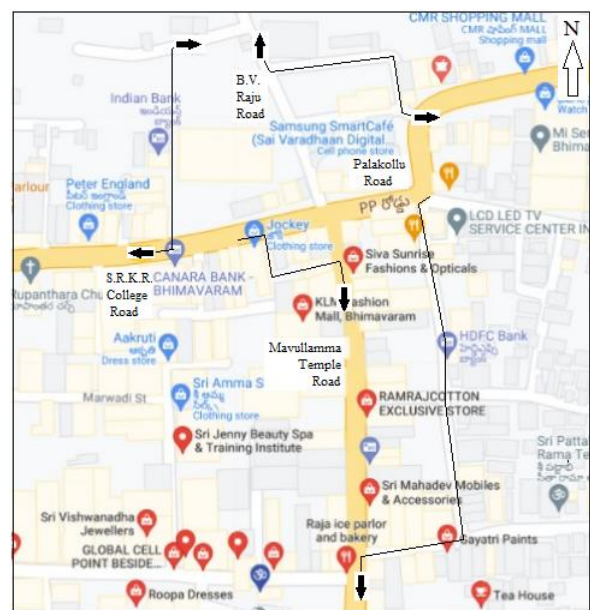 CMR SHOPPING MALL
CMR షాపింగ్ మాల్
Shopping mall
N
B.V.
Raju
Road
Indian Bank
ఇండియన్
Samsung SmartCafé
(Sai Varadhaan Digital...
Cell phone store
Watch
Mi Se
Bhima
arlour
Peter England
Clothing store
Palakollu
Road
PP రోడ్డు
Jockey
Clothing store
LCD LED TV
SERVICE CENTER IN
Siva Sunrise
Fashions & Opticals
CANARA BANK -
BHIMAVARAM
S.R.K.R.
College
Road
Rupanthara Chu
KLM Fashion
Mall, Bhimavaram
Aakruti
Dress store
Mavullamma
Temple
Road
HDFC Bank
Marwadi St
Sri Amma S
Clothing store
RAMRAJCOTTON
EXCLUSIVE STORE
Sri Jenny Beauty Spa
& Training Institute
Sri Patta
Rama Te
Sri Mahadev Mobiles
& Accessories
Sri Vishwanadha
Jewellers
Raja ice parlor
and bakery
Gayatri Paints
GLOBAL CELL
POINT BESIDE...
Roopa Dresses
Tea House